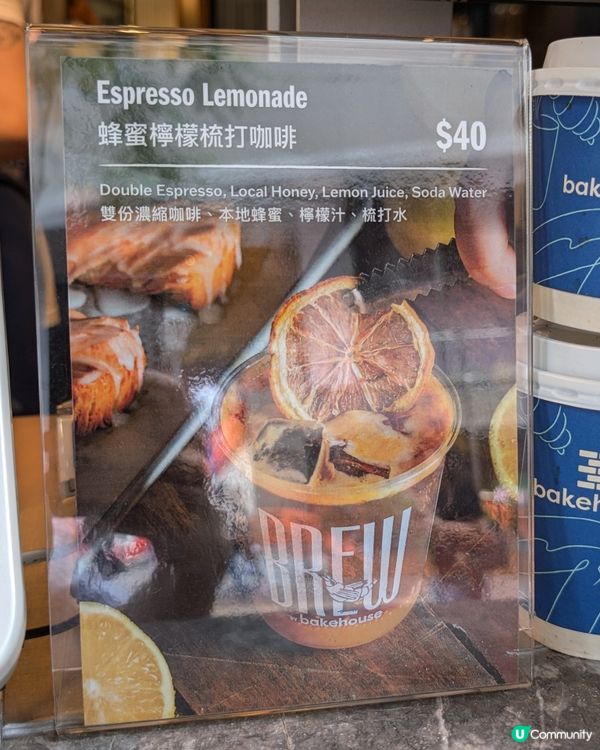 Espresso Lemonade
蜂蜜檸檬梳打咖啡
$40
Double Espresso, Local Honey, Lemon Juice, Soda Water
雙份濃縮咖啡、本地蜂蜜、檸檬汁、梳打水
BREW
bakehouse
bak
bakeh
U Community